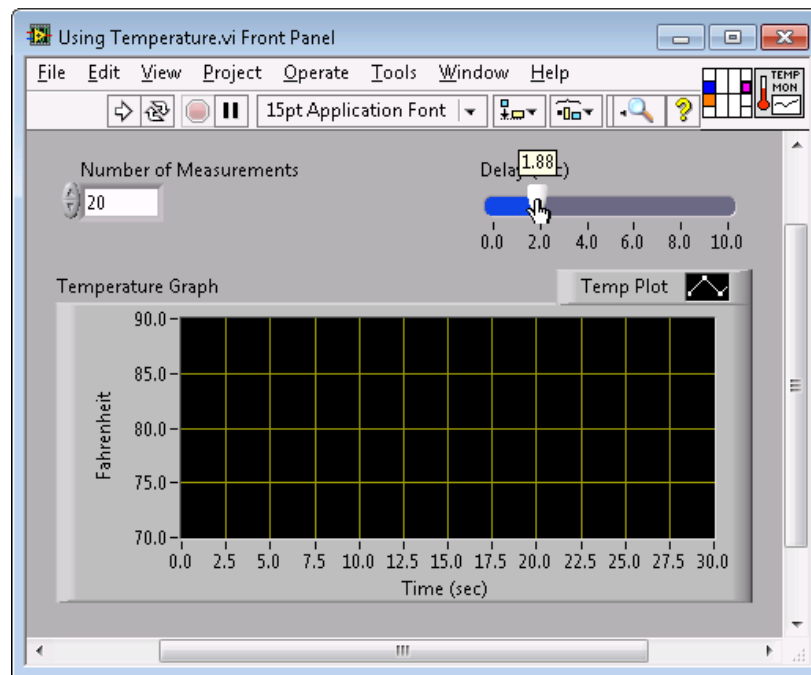 Using Temperature.vi Front Panel
File Edit View Project Operate Tools Window Help
TEMP
MON
15pt Application Font
?
Number of Measurements
20
1.88
0.0 2.0 4.0 6.0 8.0 10.0
Temperature Graph
Temp Plot
90.0
85.0
80.0
75.0
70.0
Fahrenheit
0.0 2.5 5.0 7.5 10.0 12.5 15.0 17.5 20.0 22.5 25.0 27.5 30.0
Time (sec)